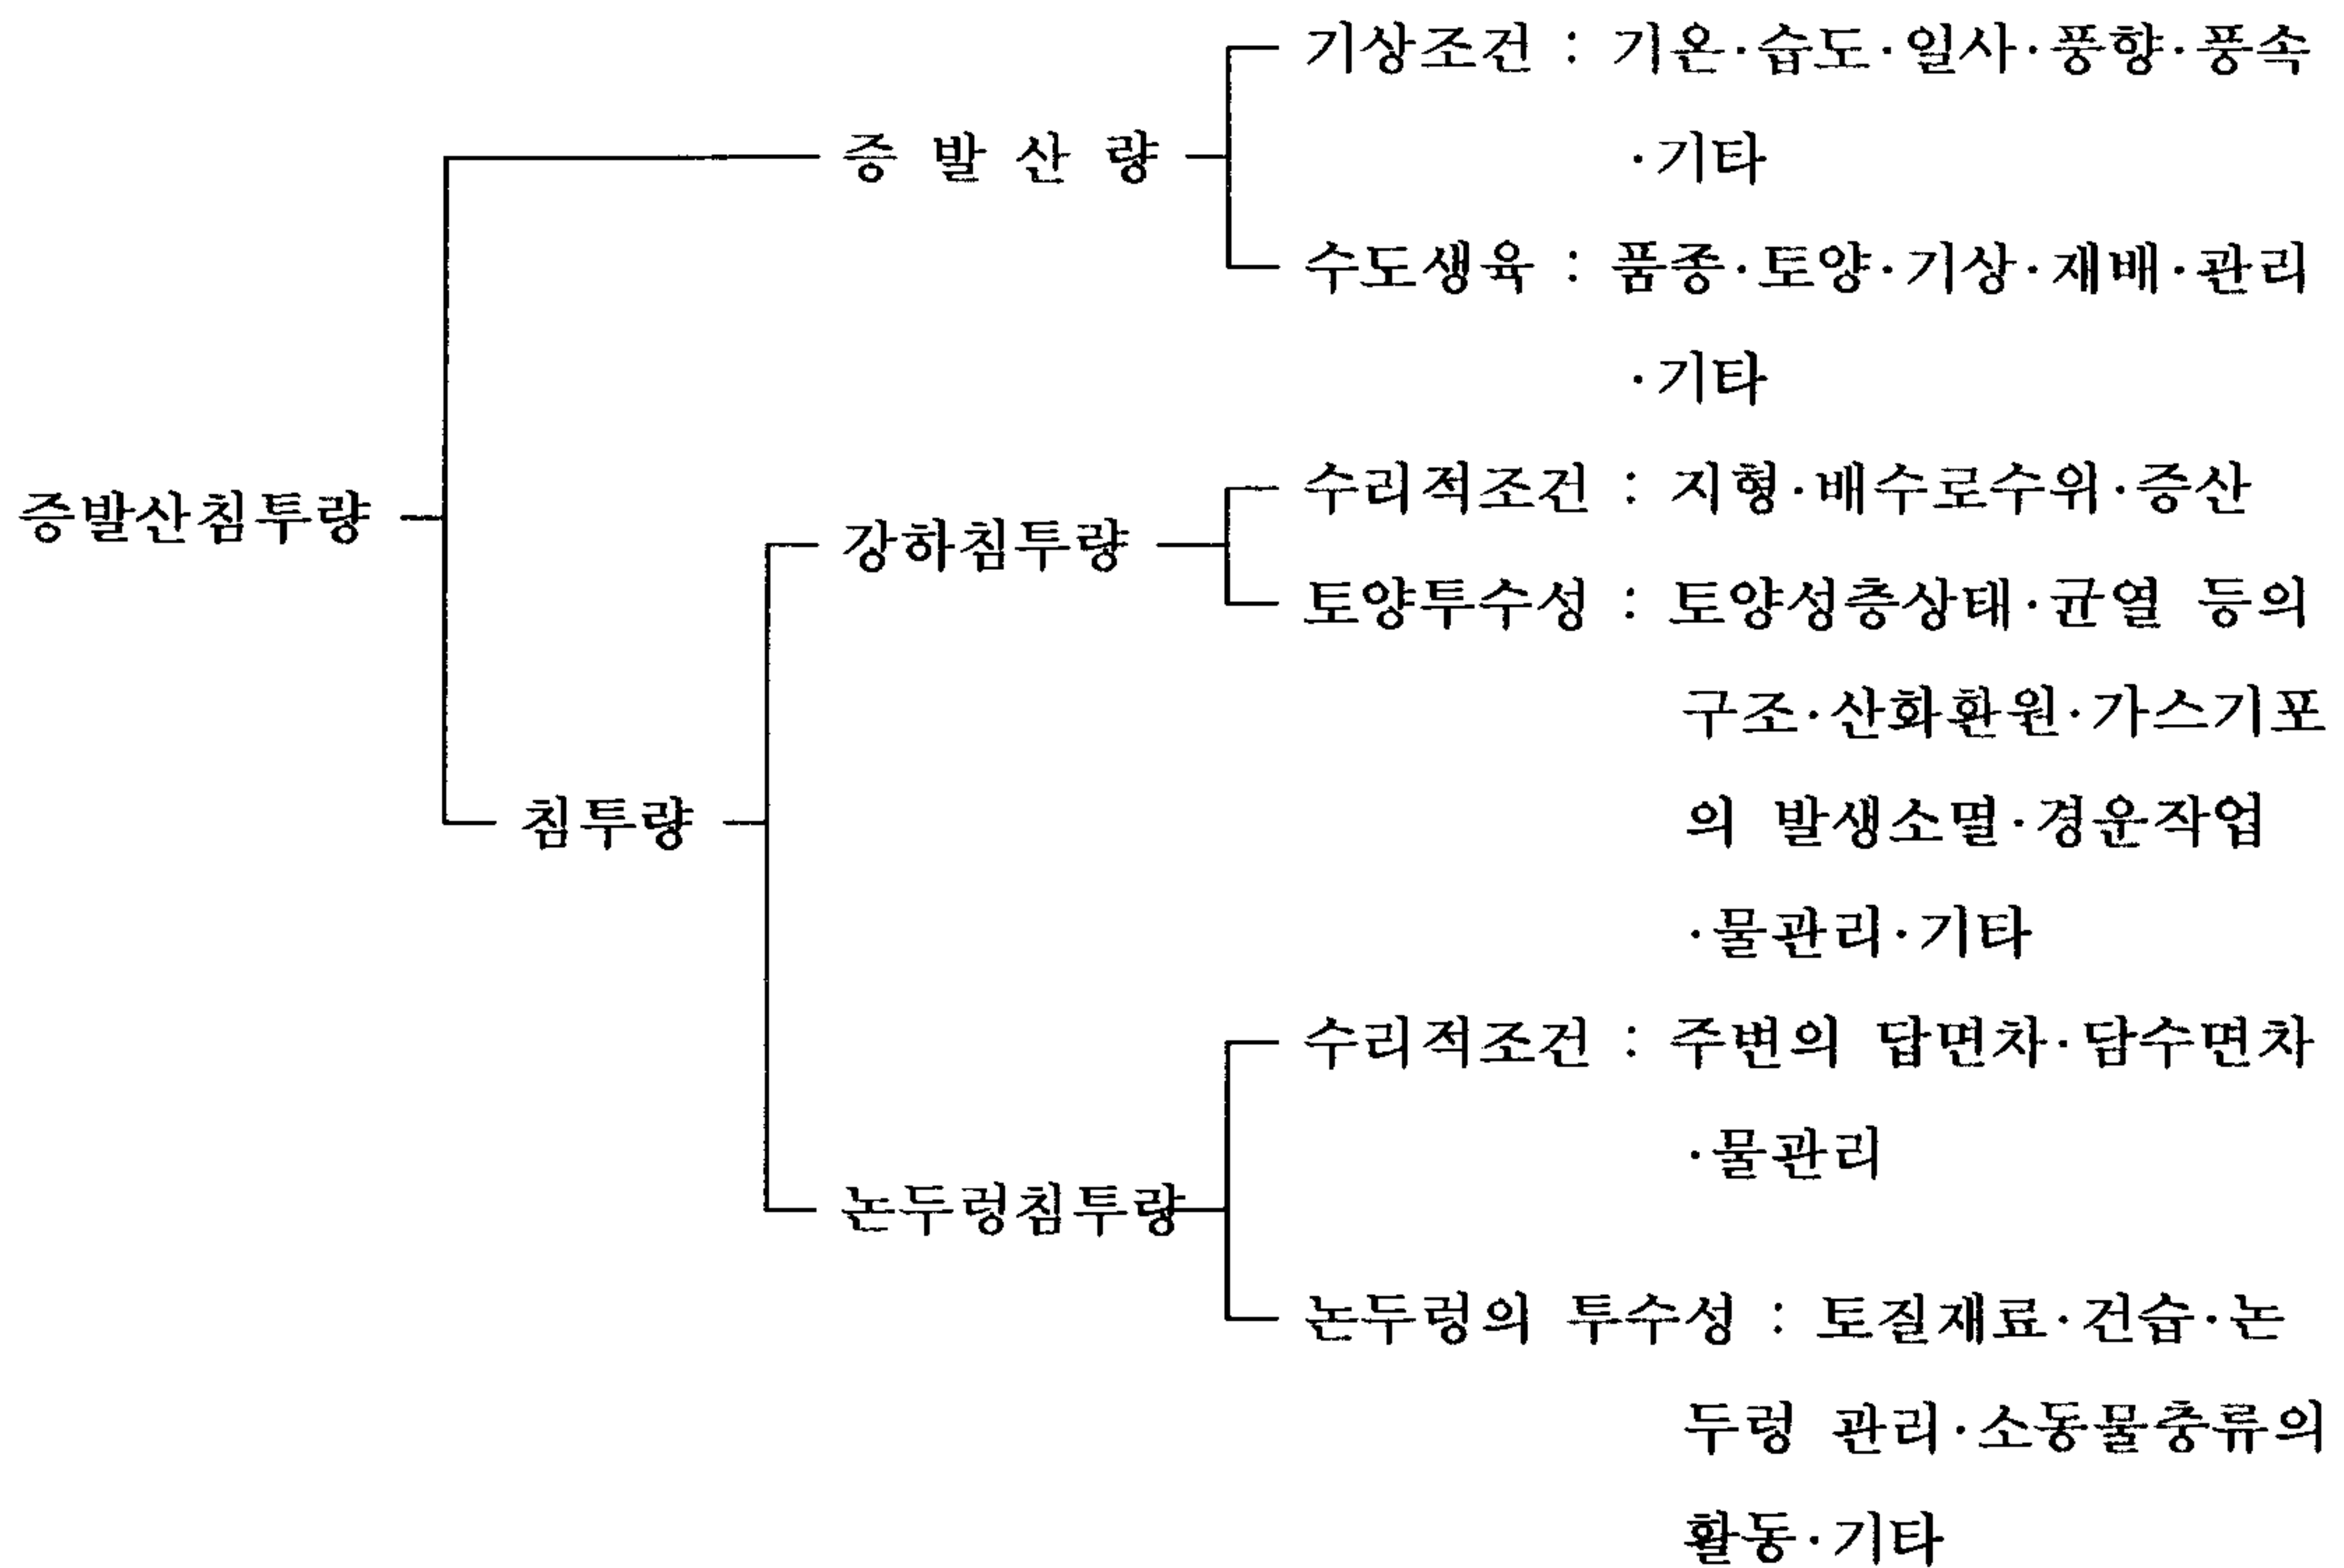 기상조건 : 기온·습도·일사·풍향·풍속
·기타
증 발 산 량
수도생육 : 품종·토양·기상·재배·관리
·기타
증발산침투량
수리적조건 : 지형·배수로수위·증산
강하침투량
토양투수성 : 토양성층상태·균열 등의
구조·산화환원·가스기포
의 발생소멸·경운작업
·물관리·기타
침투량
수리적조건 : 주변의 답면차·담수면차
·물관리
논두렁침투량
논두렁의 투수성 : 토질재료·건습·논
두렁 관리·소동물충류의
활동·기타